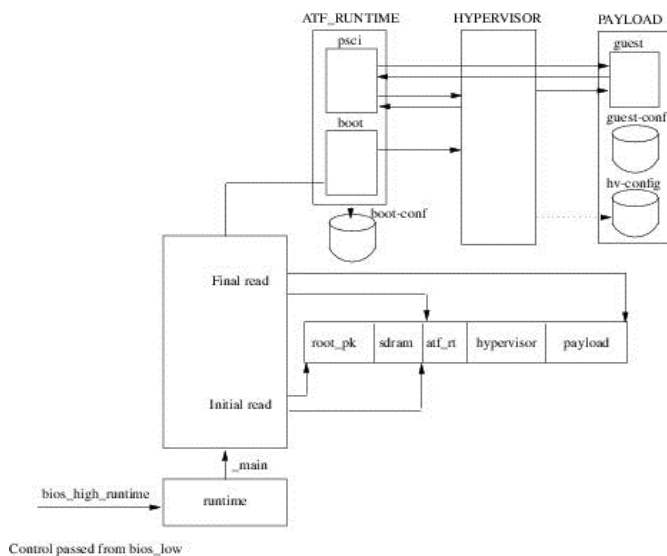 ATF_RUNTIME HYPERVISOR PAYLOAD
psci guest
boot guest-conf
hv-config
boot-conf
Final read
root_pk sdram atf_rt hypervisor payload
Initial read
_main
bios_high_runtime runtime
Control passed from bios_low